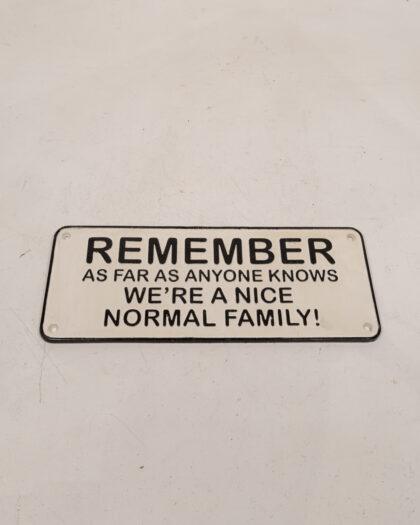 REMEMBER
AS FAR AS ANYONE KNOWS
WE'RE A NICE
NORMAL FAMILY!